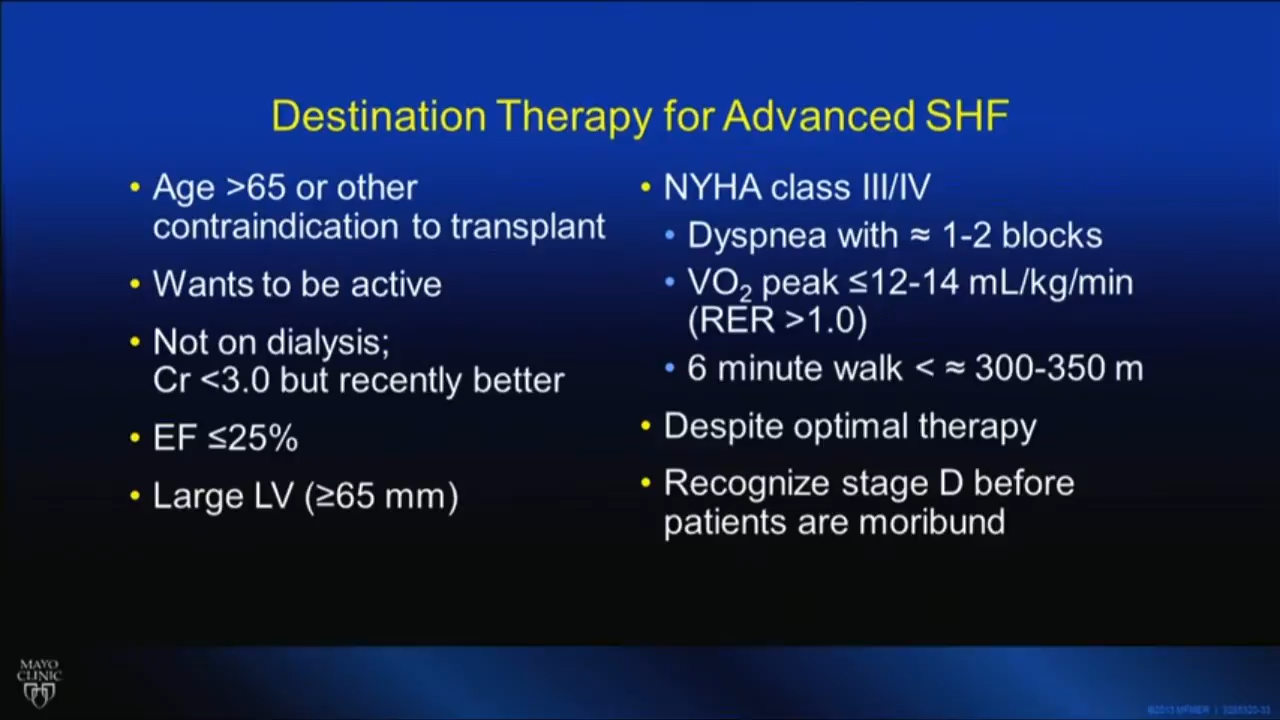 Destination Therapy for Advanced SHF
• Age >65 or other
contraindication to transplant
• Wants to be active
• Not on dialysis;
Cr <3.0 but recently better
• EF ≤25%
• Large LV (≥65 mm)
• NYHA class III/IV
• Dyspnea with ≈ 1-2 blocks
• VO₂ peak ≤12-14 mL/kg/min
(RER >1.0)
• 6 minute walk < ≈ 300-350 m
• Despite optimal therapy
• Recognize stage D before
patients are moribund
MAYO
CLINIC
©2013 MFMER |